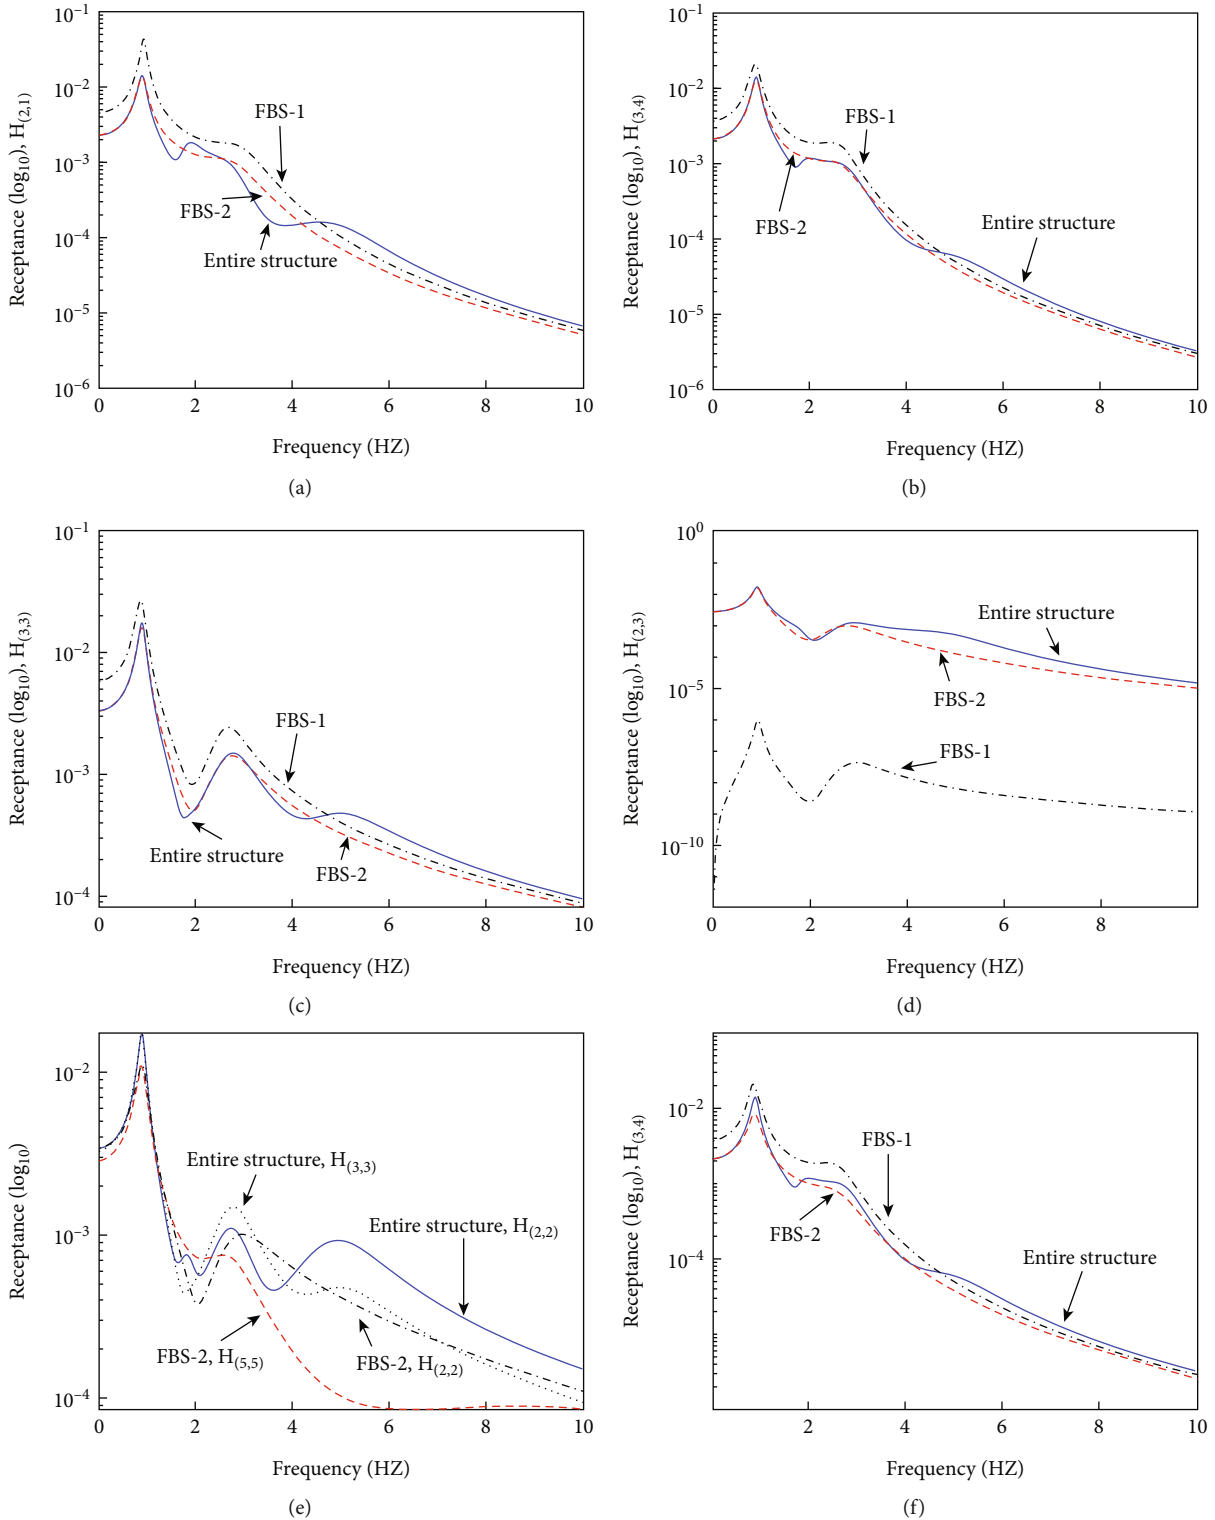 10⁻¹
10⁻²
10⁻³
10⁻⁴
10⁻⁵
10⁻⁶
Receptance (log₁₀), H₍₂,₁₎
FBS-1
FBS-2
Entire structure
0 2 4 6 8 10
Frequency (HZ)
(a)
10⁻¹
10⁻²
10⁻³
10⁻⁴
10⁻⁵
10⁻⁶
Receptance (log₁₀), H₍₃,₄₎
FBS-1
FBS-2
Entire structure
0 2 4 6 8 10
Frequency (HZ)
(b)
10⁻¹
10⁻²
10⁻³
10⁻⁴
Receptance (log₁₀), H₍₃,₃₎
FBS-1
Entire structure
FBS-2
0 2 4 6 8 10
Frequency (HZ)
(c)
10⁰
10⁻⁵
10⁻¹⁰
Receptance (log₁₀), H₍₂,₃₎
Entire structure
FBS-2
FBS-1
0 2 4 6 8
Frequency (HZ)
(d)
10⁻²
10⁻³
10⁻⁴
Receptance (log₁₀)
Entire structure, H₍₃,₃₎
Entire structure, H₍₂,₂₎
FBS-2, H₍₅,₅₎
FBS-2, H₍₂,₂₎
0 2 4 6 8 10
Frequency (HZ)
(e)
10⁻²
10⁻⁴
Receptance (log₁₀), H₍₃,₄₎
FBS-1
FBS-2
Entire structure
2 4 6 8 10
Frequency (HZ)
(f)